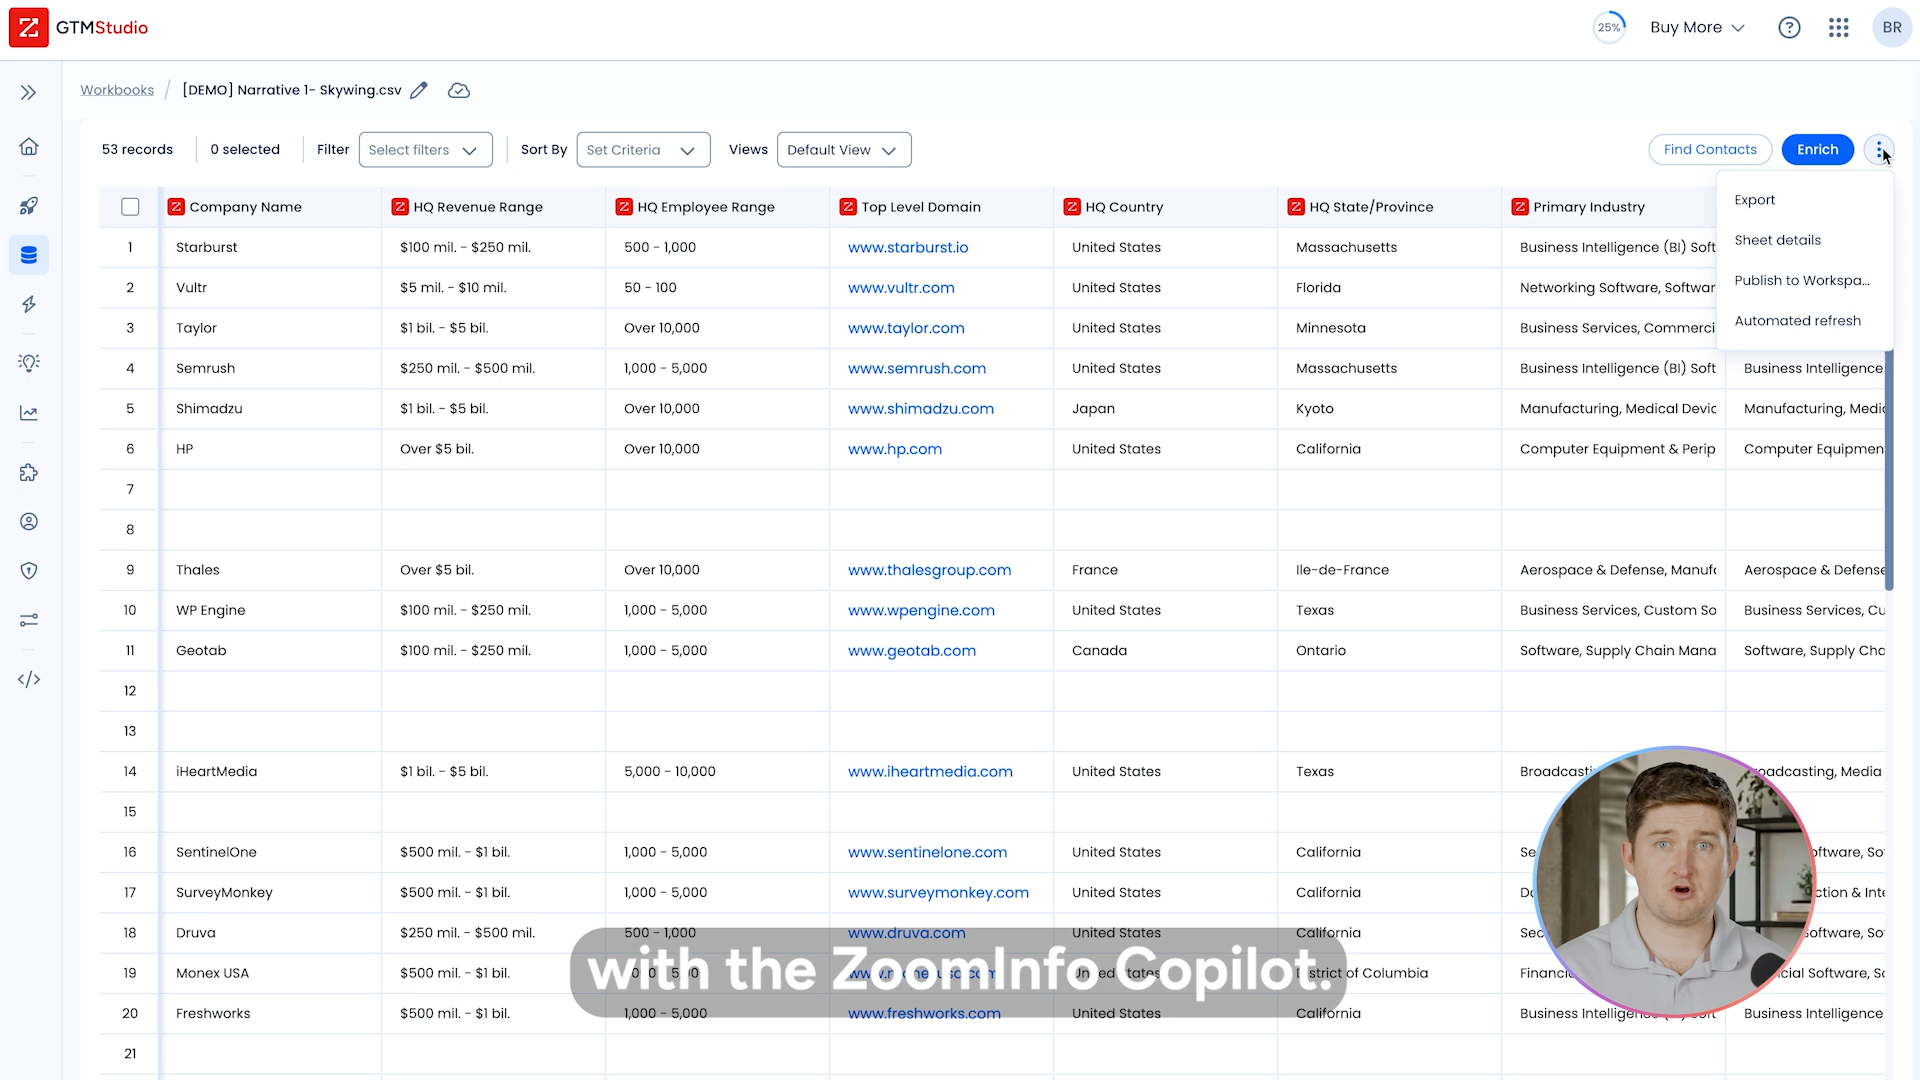 GTMStudio
25%
Buy More
BR
Workbooks / [DEMO] Narrative 1- Skywing.csv
53 records
0 selected
Filter
Select filters
Sort By
Set Criteria
Views
Default View
Find Contacts
Enrich
Export
Sheet details
Publish to Workspa...
Automated refresh
Company Name HQ Revenue Range HQ Employee Range Top Level Domain HQ Country HQ State/Province Primary Industry
1 Starburst $100 mil. - $250 mil. 500 - 1,000 www.starburst.io United States Massachusetts Business Intelligence (BI) Soft
2 Vultr $5 mil. - $10 mil. 50 - 100 www.vultr.com United States Florida Networking Software, Softwar
3 Taylor $1 bil. - $5 bil. Over 10,000 www.taylor.com United States Minnesota Business Services, Commerci
4 Semrush $250 mil. - $500 mil. 1,000 - 5,000 www.semrush.com United States Massachusetts Business Intelligence (BI) Soft Business Intelligence
5 Shimadzu $1 bil. - $5 bil. Over 10,000 www.shimadzu.com Japan Kyoto Manufacturing, Medical Devic Manufacturing, Medic
6 HP Over $5 bil. Over 10,000 www.hp.com United States California Computer Equipment & Perip Computer Equipmen
7
8
9 Thales Over $5 bil. Over 10,000 www.thalesgroup.com France Ile-de-France Aerospace & Defense, Manufc Aerospace & Defense
10 WP Engine $100 mil. - $250 mil. 1,000 - 5,000 www.wpengine.com United States Texas Business Services, Custom So Business Services, Cu
11 Geotab $100 mil. - $250 mil. 1,000 - 5,000 www.geotab.com Canada Ontario Software, Supply Chain Mana Software, Supply Cha
12
13
14 iHeartMedia $1 bil. - $5 bil. 5,000 - 10,000 www.iheartmedia.com United States Texas Broadcasti oadcasting, Media
15
16 SentinelOne $500 mil. - $1 bil. 1,000 - 5,000 www.sentinelone.com United States California Se oftware, So
17 SurveyMonkey $500 mil. - $1 bil. 1,000 - 5,000 www.surveymonkey.com United States California Do ction & Inte
18 Druva $250 mil. - $500 mil. 500 - 1,000 www.druva.com United States California Sec oftware, So
19 Monex USA $500 mil. - $1 bil. District of Columbia Financi cial Software, Sc
with the ZoomInfo Copilot.
20 Freshworks $500 mil. - $1 bil. 1,000 - 5,000 www.freshworks.com United States California Business Intelligence Business Intelligence
21